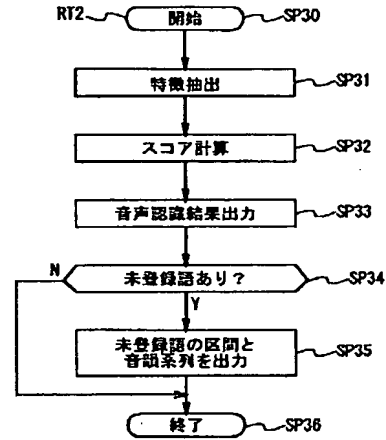 RT2 開始 SP30
特徴抽出 SP31
スコア計算 SP32
音声認識結果出力 SP33
N 未登録語あり? SP34
Y
未登録語の区間と
音韻系列を出力 SP35
終了 SP36